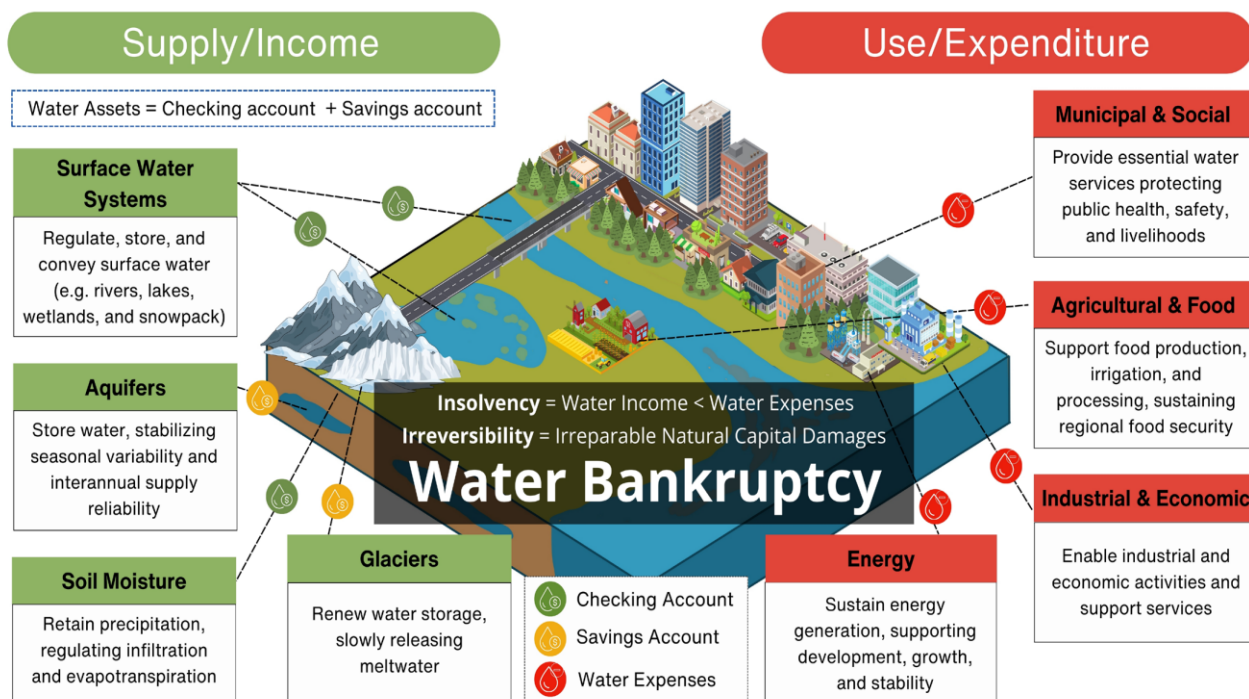 Supply/Income
Use/Expenditure
Water Assets = Checking account + Savings account
Surface Water
Systems
Regulate, store, and
convey surface water
(e.g. rivers, lakes,
wetlands, and snowpack)
Aquifers
Store water, stabilizing
seasonal variability and
interannual supply
reliability
Soil Moisture
Retain precipitation,
regulating infiltration
and evapotranspiration
Glaciers
Renew water storage,
slowly releasing
meltwater
Insolvency = Water Income < Water Expenses
Irreversibility = Irreparable Natural Capital Damages
Water Bankruptcy
Checking Account
Savings Account
Water Expenses
Municipal & Social
Provide essential water
services protecting
public health, safety,
and livelihoods
Agricultural & Food
Support food production,
irrigation, and
processing, sustaining
regional food security
Industrial & Economic
Enable industrial and
economic activities and
support services
Energy
Sustain energy
generation, supporting
development, growth,
and stability